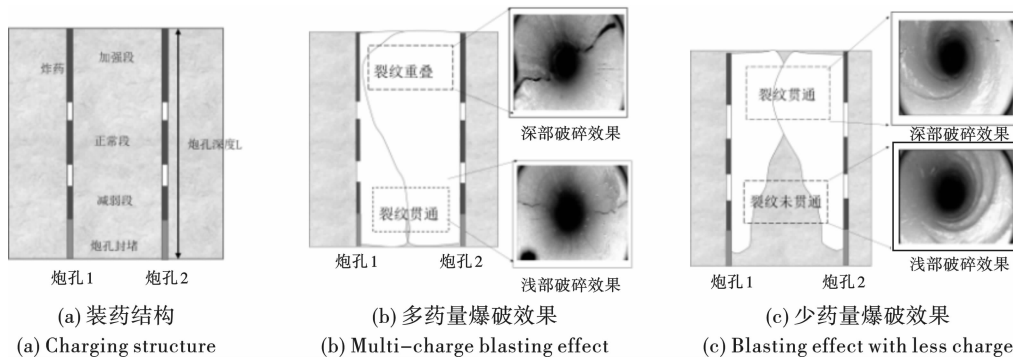 炸药
加强段
正常段
炮孔深度L
减弱段
炮孔封堵
炮孔1
炮孔2
(a) 装药结构
(a) Charging structure
裂纹重叠
裂纹贯通
深部破碎效果
浅部破碎效果
炮孔1
炮孔2
(b) 多药量爆破效果
(b) Multi-charge blasting effect
裂纹贯通
裂纹未贯通
深部破碎效果
浅部破碎效果
炮孔1
炮孔2
(c) 少药量爆破效果
(c) Blasting effect with less charge